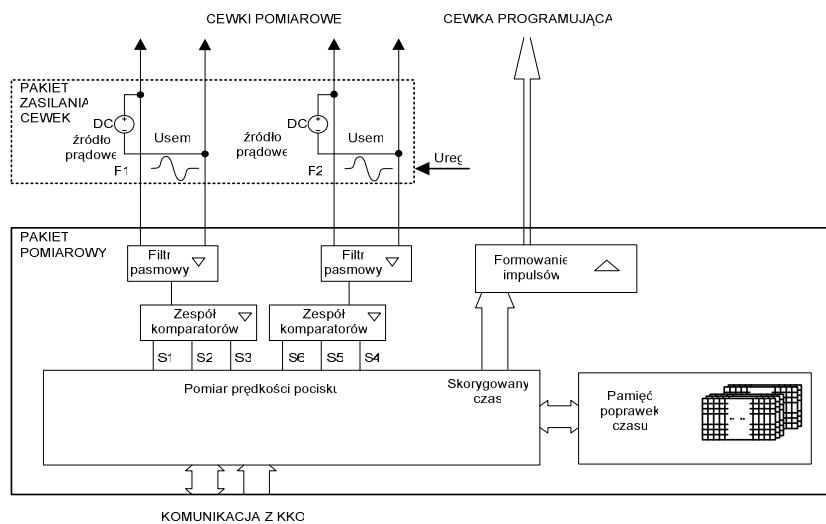 CEWKI POMIAROWE
CEWKA PROGRAMUJĄCA
PAKIET
ZASILANIA
CEWEK
DC
źródło
prądowe
Usem
F1
DC
źródło
prądowe
Usem
F2
Ureg
PAKIET
POMIAROWY
Filtr
pasmowy
Filtr
pasmowy
Formowanie
impulsów
Zespół
komparatorów
Zespół
komparatorów
S1
S2
S3
S6
S5
S4
Pomiar prędkości pocisku
Skorygowany
czas
Pamięć
poprawek
czasu
KOMUNIKACJA Z KKO